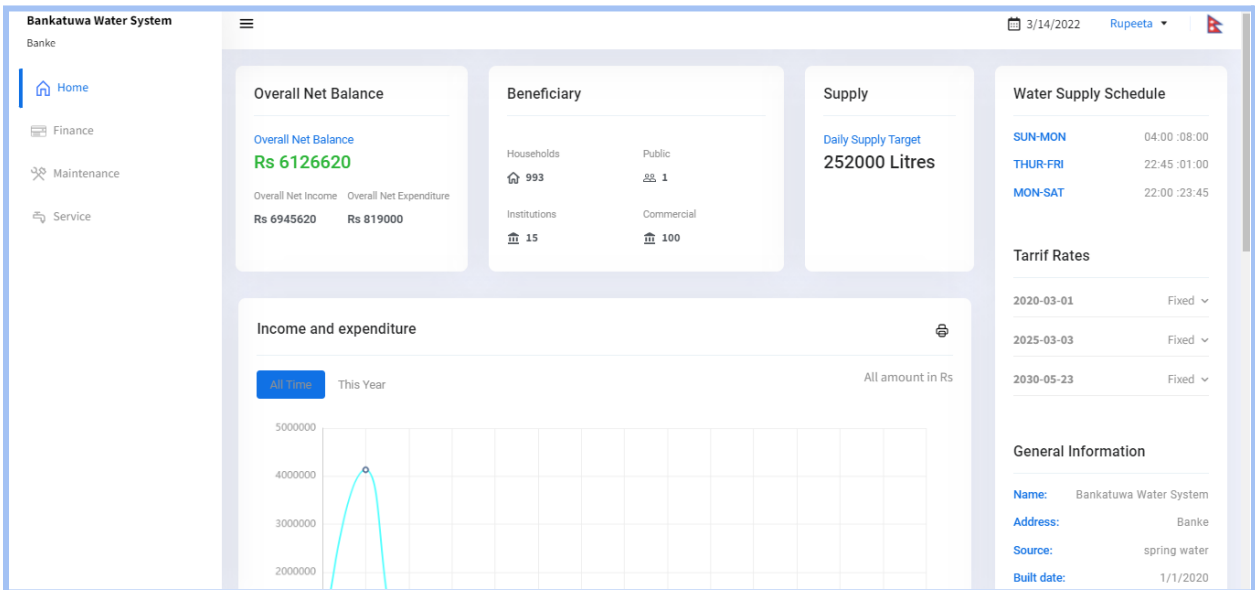 Bankatuwa Water System
Banke
3/14/2022 Rupeeta
Home
Finance
Maintenance
Service
Overall Net Balance
Overall Net Balance
Rs 6126620
Overall Net Income Overall Net Expenditure
Rs 6945620 Rs 819000
Beneficiary
Households Public
993 1
Institutions Commercial
15 100
Supply
Daily Supply Target
252000 Litres
Water Supply Schedule
SUN-MON 04:00 :08:00
THUR-FRI 22:45 :01:00
MON-SAT 22:00 :23:45
Tarrif Rates
2020-03-01 Fixed
2025-03-03 Fixed
2030-05-23 Fixed
General Information
Name: Bankatuwa Water System
Address: Banke
Source: spring water
Built date: 1/1/2020
Income and expenditure
All Time This Year All amount in Rs
5000000
4000000
3000000
2000000